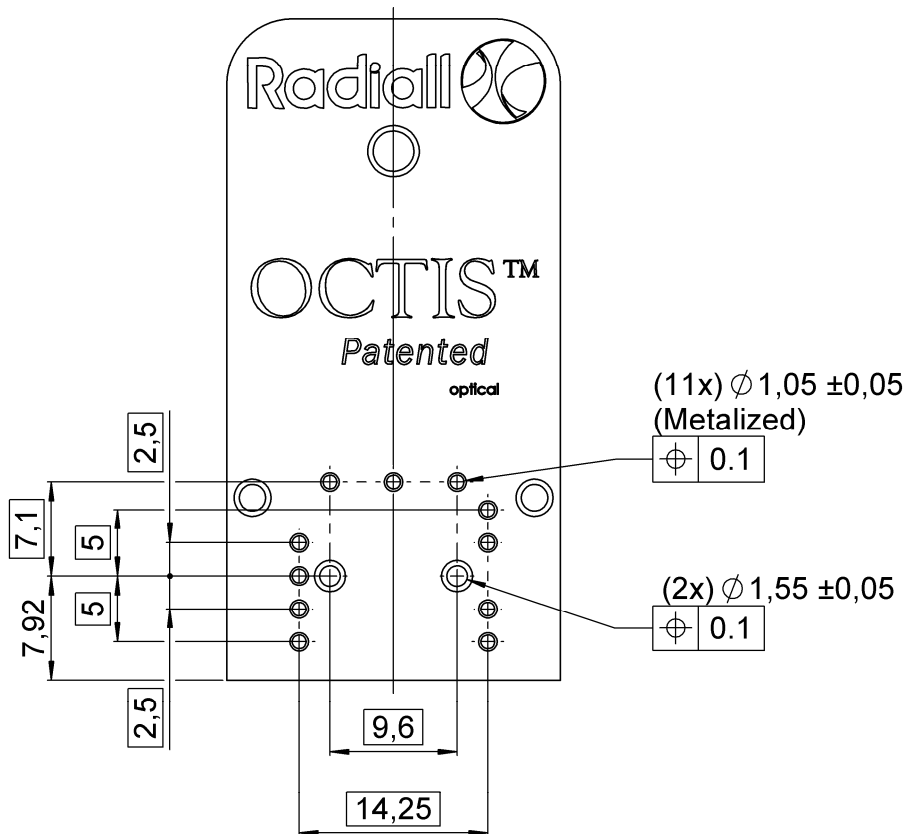 Radiall
OCTIS™
Patented
optical
(11x) ∅1,05 ±0,05
(Metalized)
⌖ 0.1
2,5
7,1
5
(2x) ∅1,55 ±0,05
⌖ 0.1
5
7,92
2,5
9,6
14,25